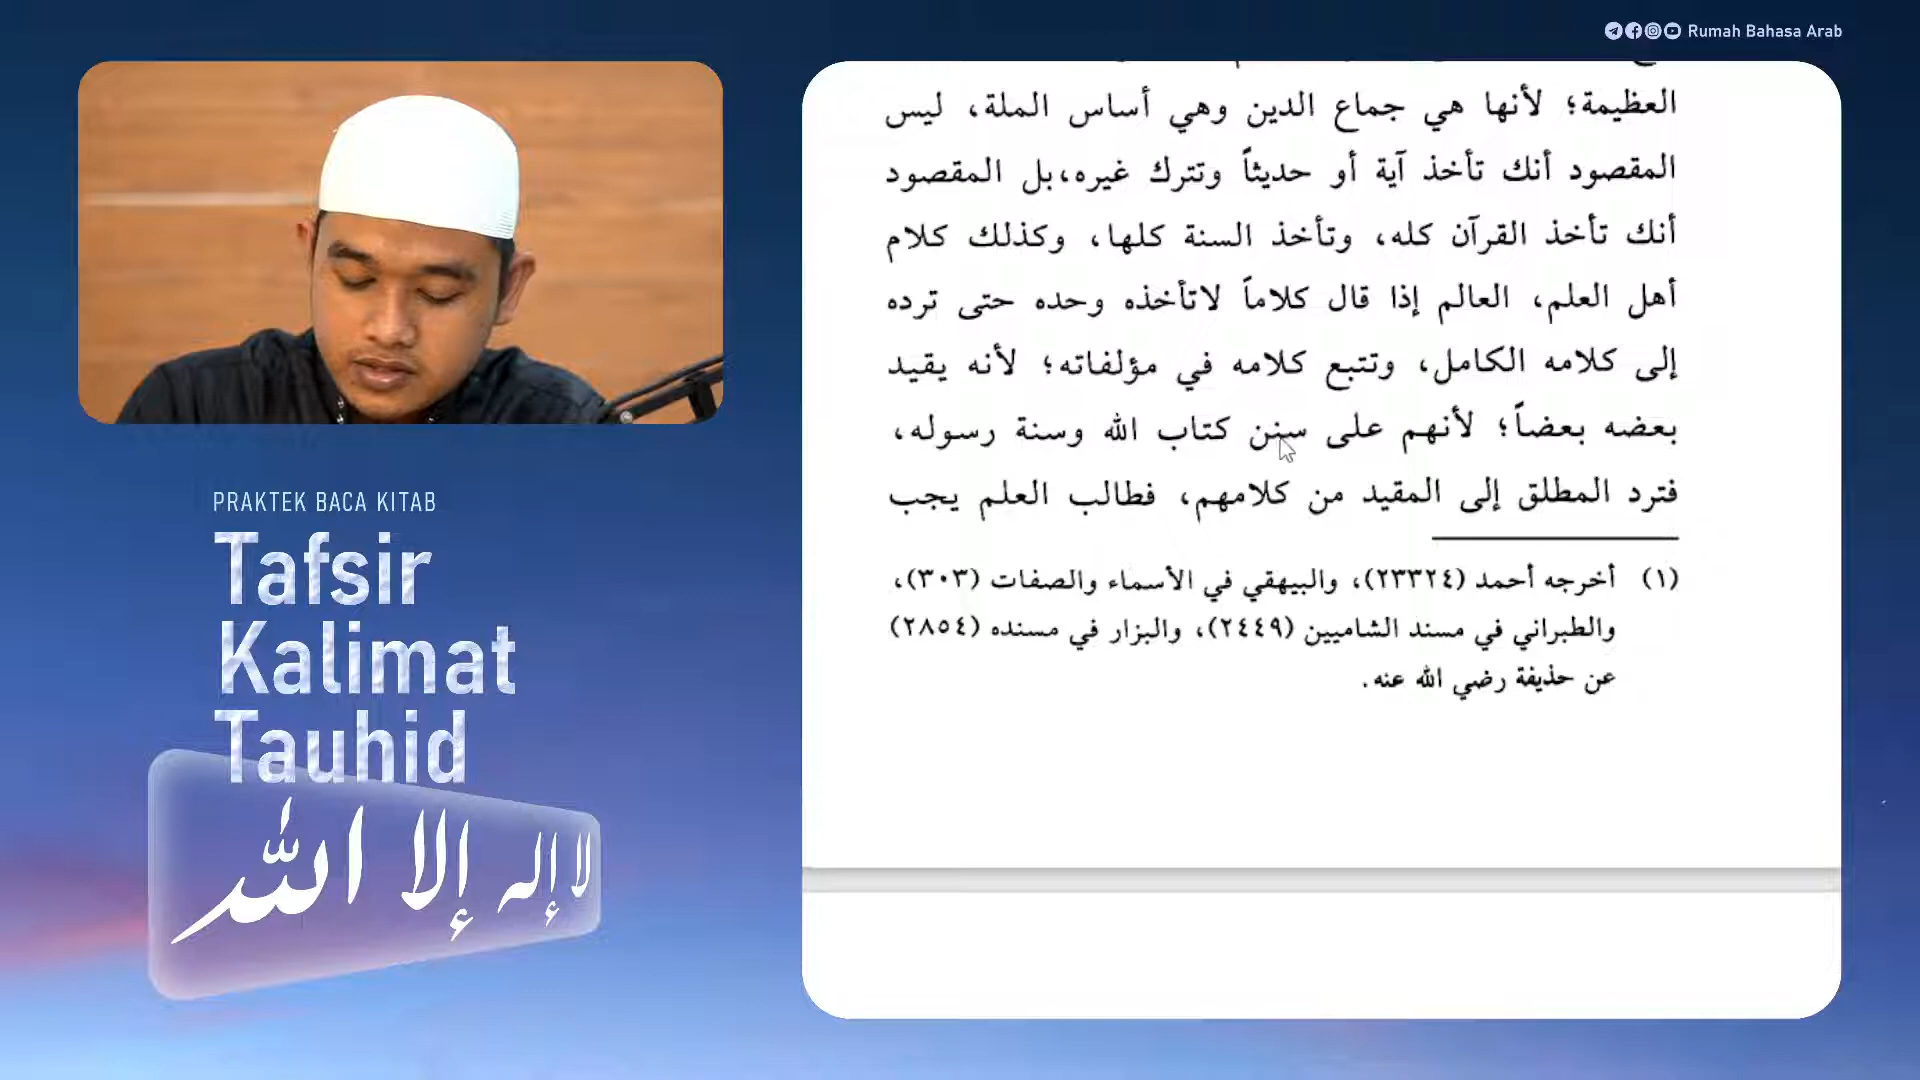 Rumah Bahasa Arab
PRAKTEK BACA KITAB
Tafsir
Kalimat
Tauhid
لا إله إلا الله
العظيمة؛ لأنها هي جماع الدين وهي أساس الملة، ليس
المقصود أنك تأخذ آية أو حديثاً وتترك غيره،بل المقصود
أنك تأخذ القرآن كله، وتأخذ السنة كلها، وكذلك كلام
أهل العلم، العالم إذا قال كلاماً لاتأخذه وحده حتى ترده
إلى كلامه الكامل، وتتبع كلامه في مؤلفاته؛ لأنه يقيد
بعضه بعضاً؛ لأنهم على سنن كتاب الله وسنة رسوله،
فترد المطلق إلى المقيد من كلامهم، فطالب العلم يجب
(١) أخرجه أحمد (٢٣٣٢٤)، والبيهقي في الأسماء والصفات (٣٠٣)،
والطبراني في مسند الشاميين (٢٤٤٩)، والبزار في مسنده (٢٨٥٤)
عن حذيفة رضي الله عنه.